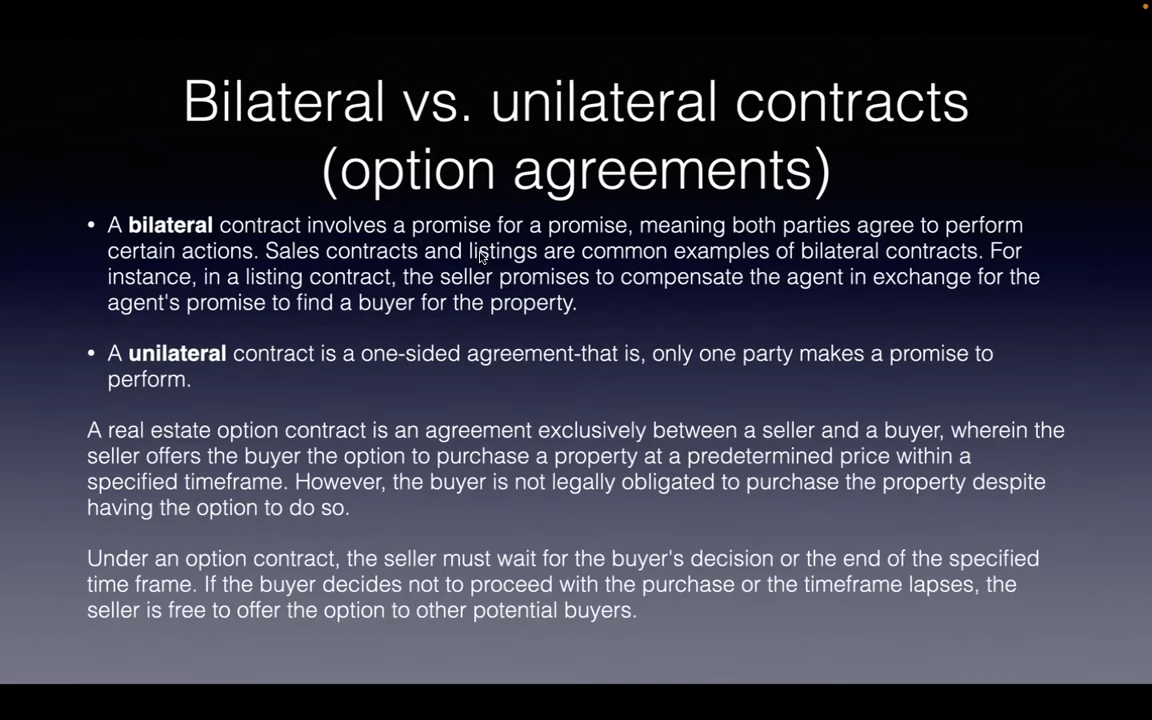 Bilateral vs. unilateral contracts
(option agreements)
• A bilateral contract involves a promise for a promise, meaning both parties agree to perform
certain actions. Sales contracts and listings are common examples of bilateral contracts. For
instance, in a listing contract, the seller promises to compensate the agent in exchange for the
agent's promise to find a buyer for the property.
• A unilateral contract is a one-sided agreement-that is, only one party makes a promise to
perform.
A real estate option contract is an agreement exclusively between a seller and a buyer, wherein the
seller offers the buyer the option to purchase a property at a predetermined price within a
specified timeframe. However, the buyer is not legally obligated to purchase the property despite
having the option to do so.
Under an option contract, the seller must wait for the buyer's decision or the end of the specified
time frame. If the buyer decides not to proceed with the purchase or the timeframe lapses, the
seller is free to offer the option to other potential buyers.